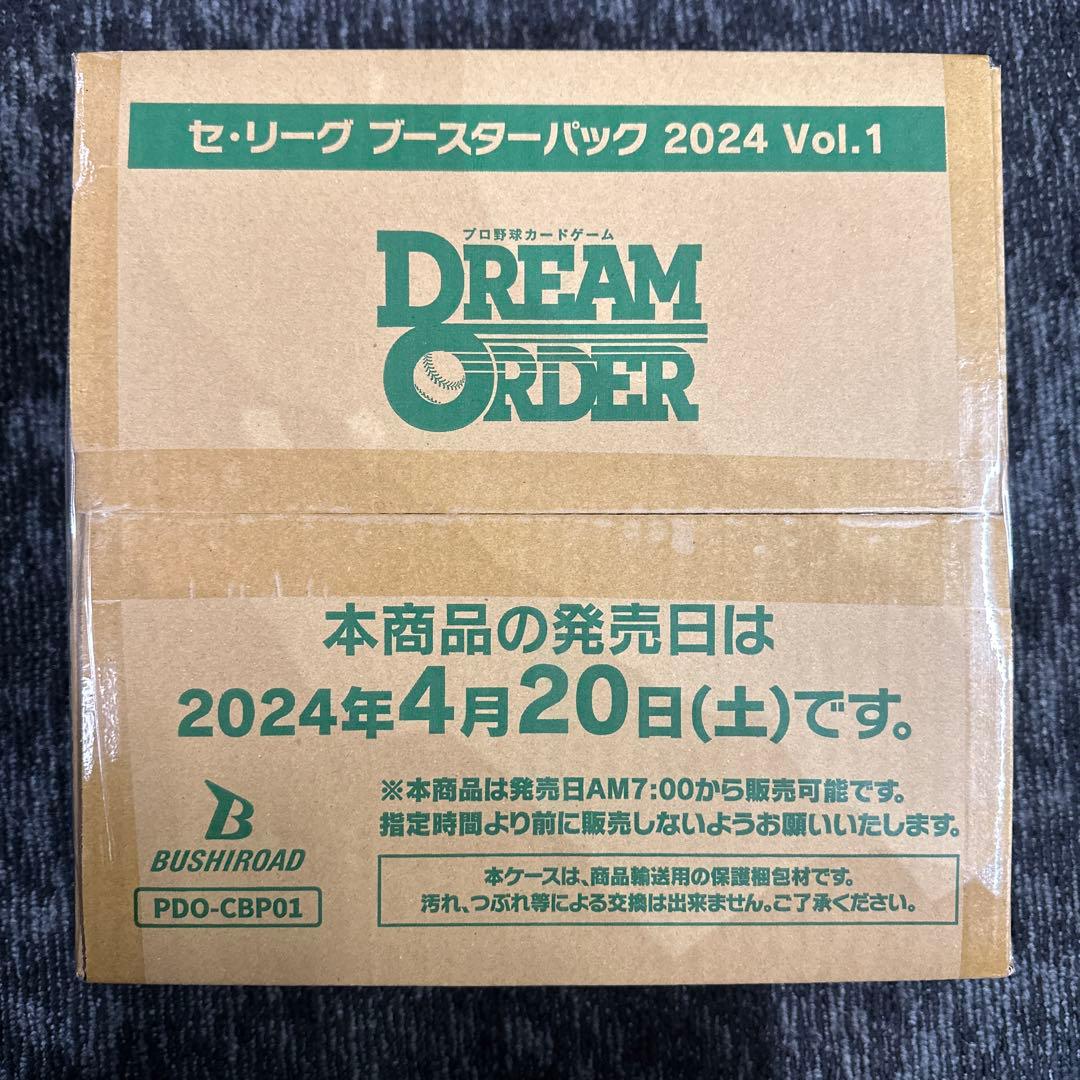 セ・リーグ ブースターパック 2024 Vol.1
プロ野球カードゲーム
DREAM
ORDER
本商品の発売日は
2024年4月20日(土)です。
※本商品は発売日AM7:00から販売可能です。
指定時間より前に販売しないようお願いいたします。
B
BUSHIROAD
PDO-CBP01
本ケースは、商品輸送用の保護梱包材です。
汚れ、つぶれ等による交換は出来ません。ご了承ください。